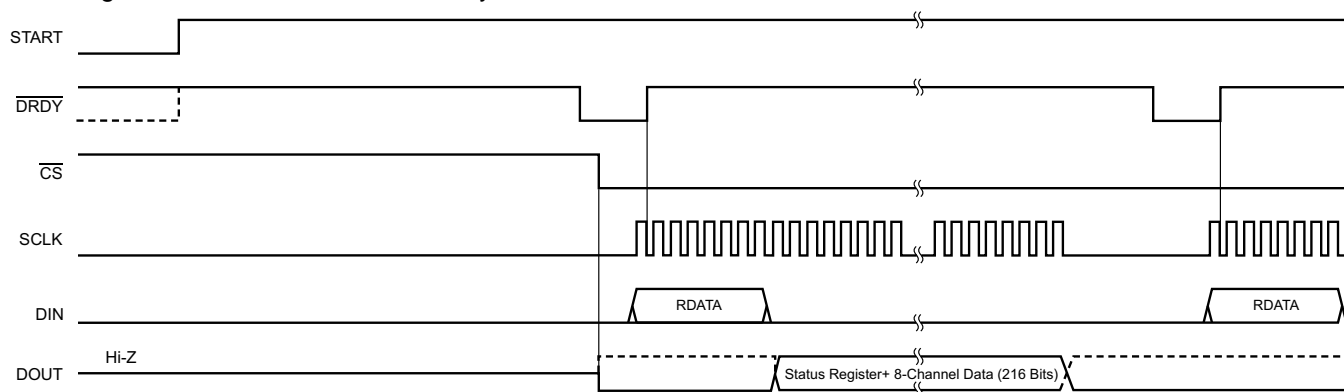 START
DRDY
CS
SCLK
DIN
RDATA
RDATA
Hi-Z
DOUT
Status Register+ 8-Channel Data (216 Bits)